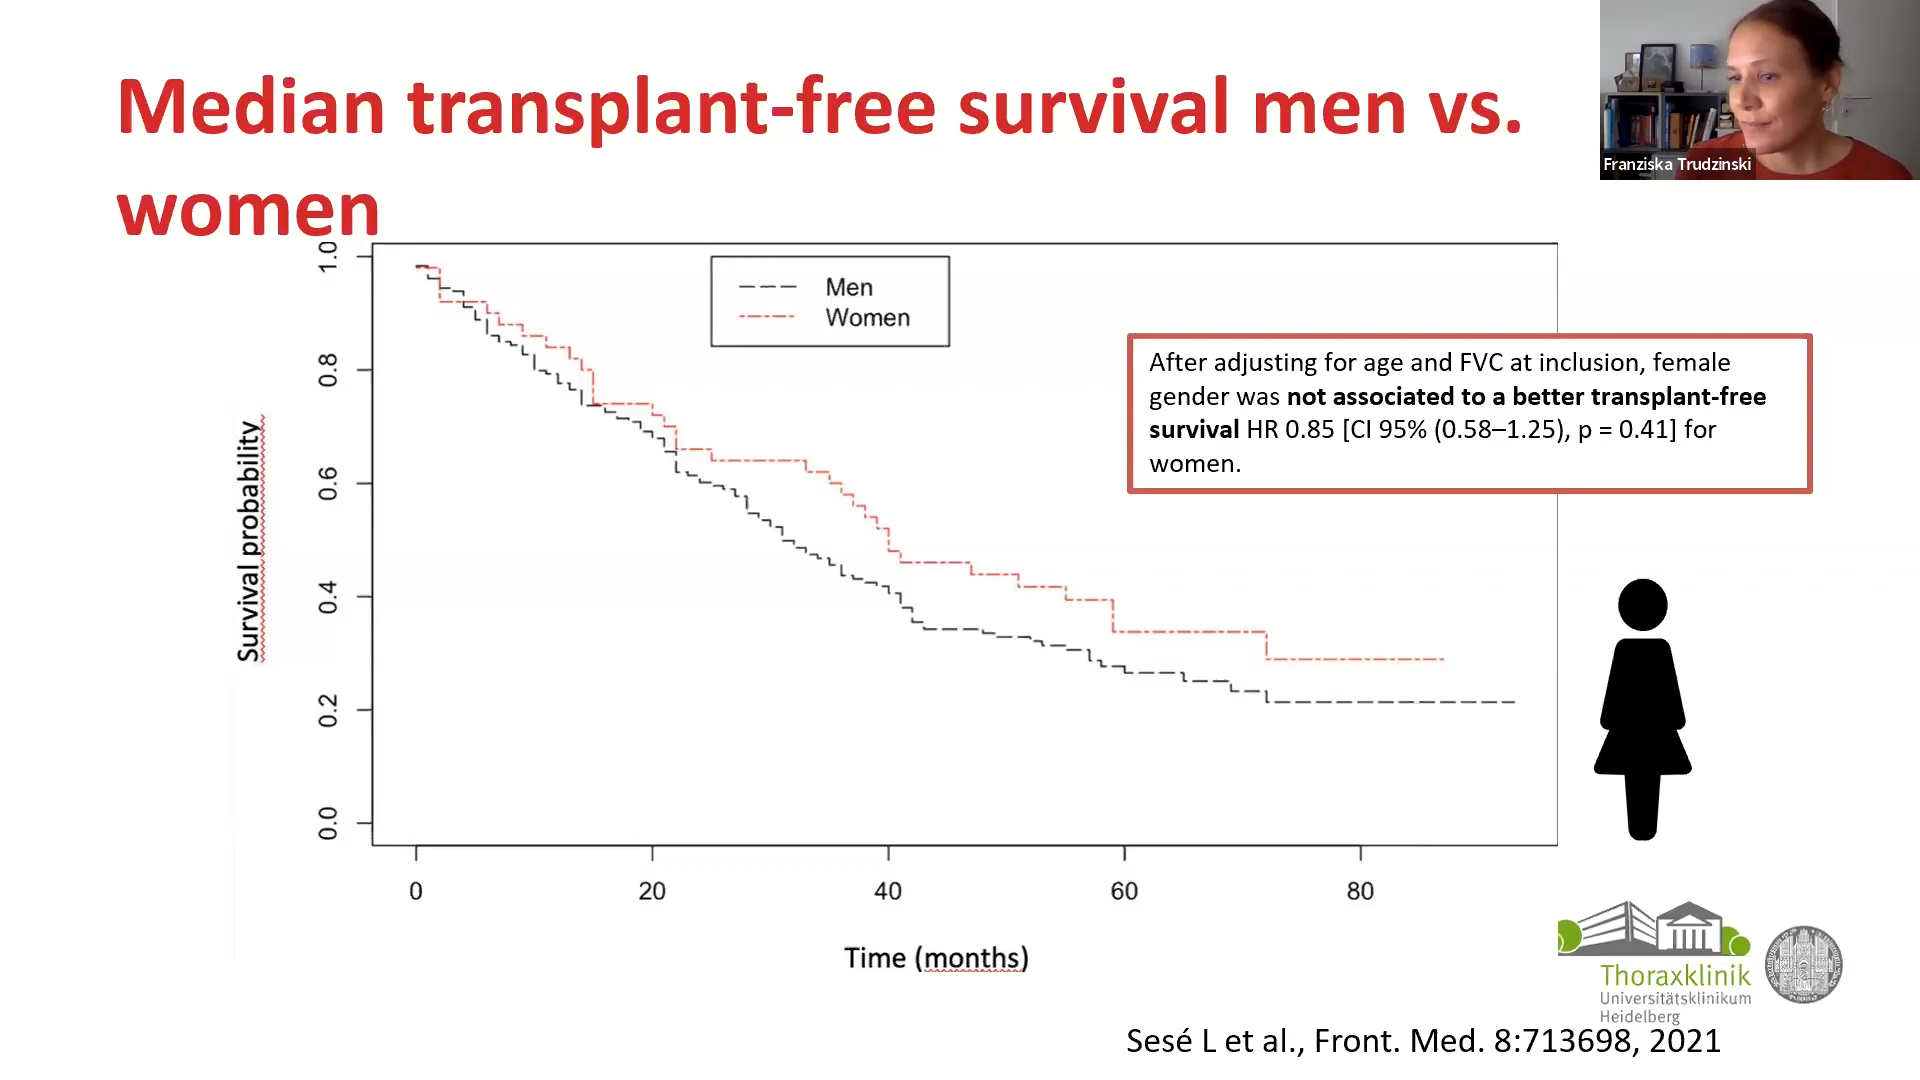 Median transplant-free survival men vs.
women
Franziska Trudzinski
Men
Women
After adjusting for age and FVC at inclusion, female
gender was not associated to a better transplant-free
survival HR 0.85 [CI 95% (0.58–1.25), p = 0.41] for
women.
Survival probability
1.0
0.8
0.6
0.4
0.2
0.0
0
20
40
60
80
Time (months)
Thoraxklinik
Universitätsklinikum
Heidelberg
Sesé L et al., Front. Med. 8:713698, 2021